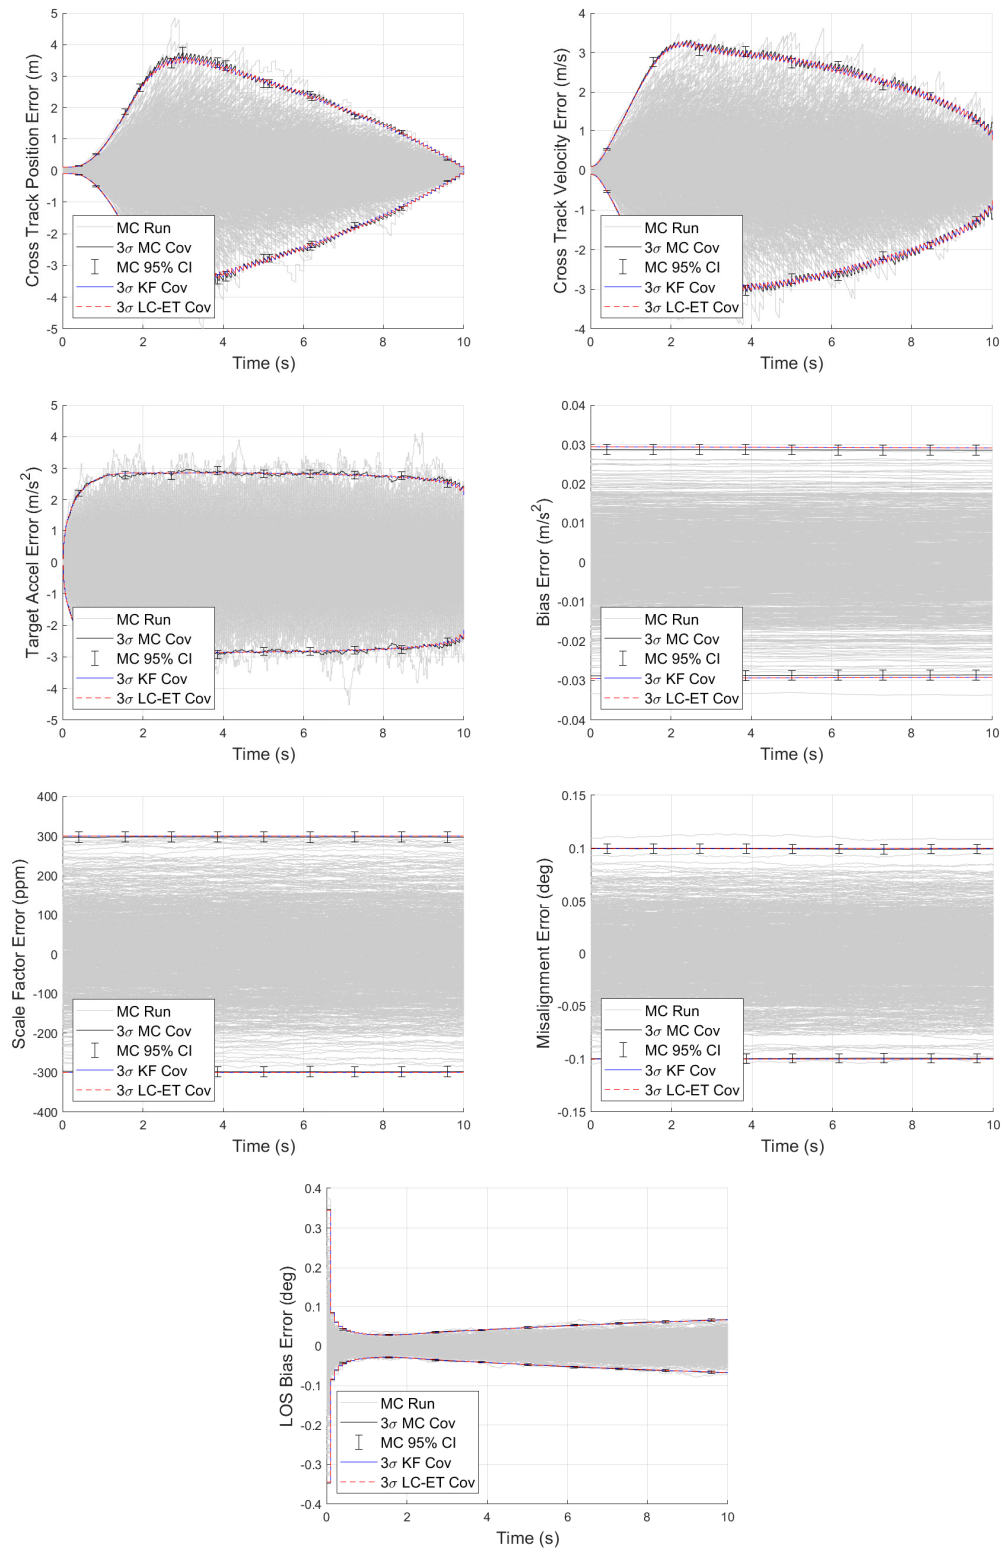 Cross Track Position Error (m)
5
4
3
2
1
0
-1
-2
-3
-4
-5
MC Run
3σ MC Cov
MC 95% CI
3σ KF Cov
3σ LC-ET Cov
0 2 4 6 8 10
Time (s)
Cross Track Velocity Error (m/s)
4
3
2
1
0
-1
-2
-3
-4
MC Run
3σ MC Cov
MC 95% CI
3σ KF Cov
3σ LC-ET Cov
0 2 4 6 8 10
Time (s)
Target Accel Error (m/s²)
5
4
3
2
1
0
-1
-2
-3
-4
-5
MC Run
3σ MC Cov
MC 95% CI
3σ KF Cov
3σ LC-ET Cov
0 2 4 6 8 10
Time (s)
Bias Error (m/s²)
0.04
0.03
0.02
0.01
0
-0.01
-0.02
-0.03
-0.04
MC Run
3σ MC Cov
MC 95% CI
3σ KF Cov
3σ LC-ET Cov
0 2 4 6 8 10
Time (s)
Scale Factor Error (ppm)
400
300
200
100
0
-100
-200
-300
-400
MC Run
3σ MC Cov
MC 95% CI
3σ KF Cov
3σ LC-ET Cov
0 2 4 6 8 10
Time (s)
Misalignment Error (deg)
0.15
0.1
0.05
0
-0.05
-0.1
-0.15
MC Run
3σ MC Cov
MC 95% CI
3σ KF Cov
3σ LC-ET Cov
0 2 4 6 8 10
Time (s)
LOS Bias Error (deg)
0.4
0.3
0.2
0.1
0
-0.1
-0.2
-0.3
-0.4
MC Run
3σ MC Cov
MC 95% CI
3σ KF Cov
3σ LC-ET Cov
0 2 4 6 8 10
Time (s)